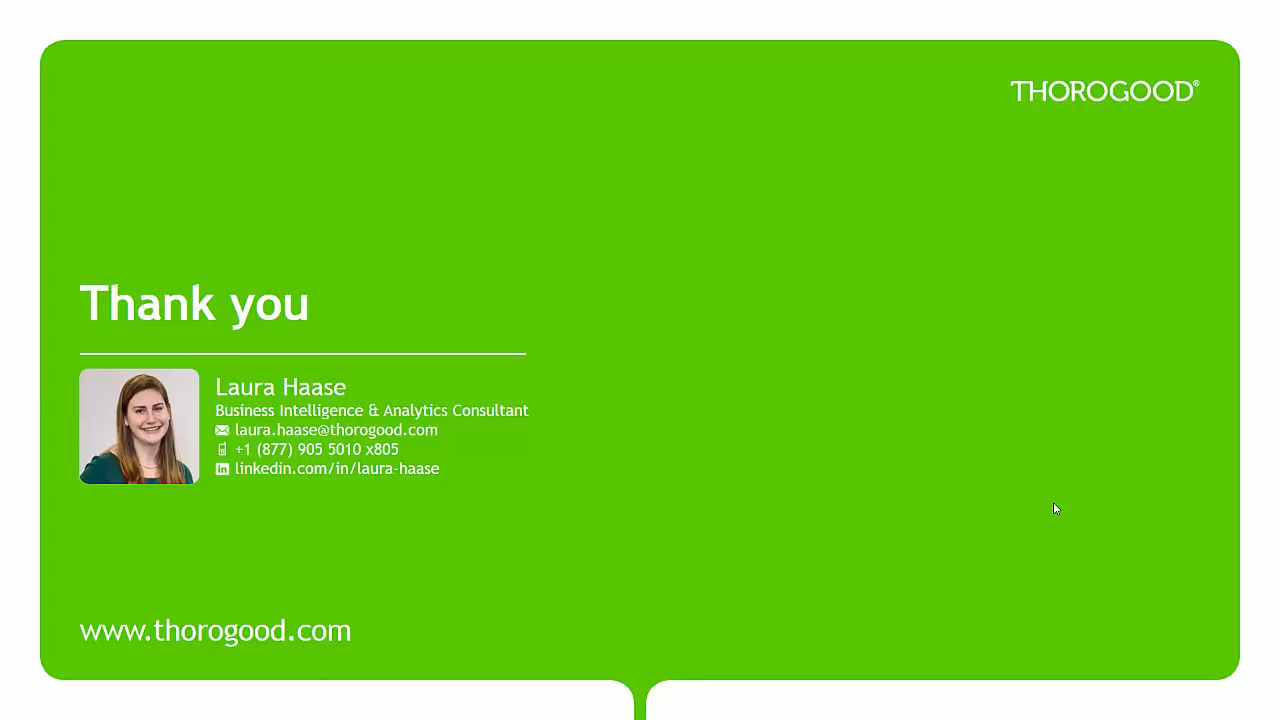 THOROGOOD®
Thank you
Laura Haase
Business Intelligence & Analytics Consultant
laura.haase@thorogood.com
+1 (877) 905 5010 x805
in linkedin.com/in/laura-haase
www.thorogood.com